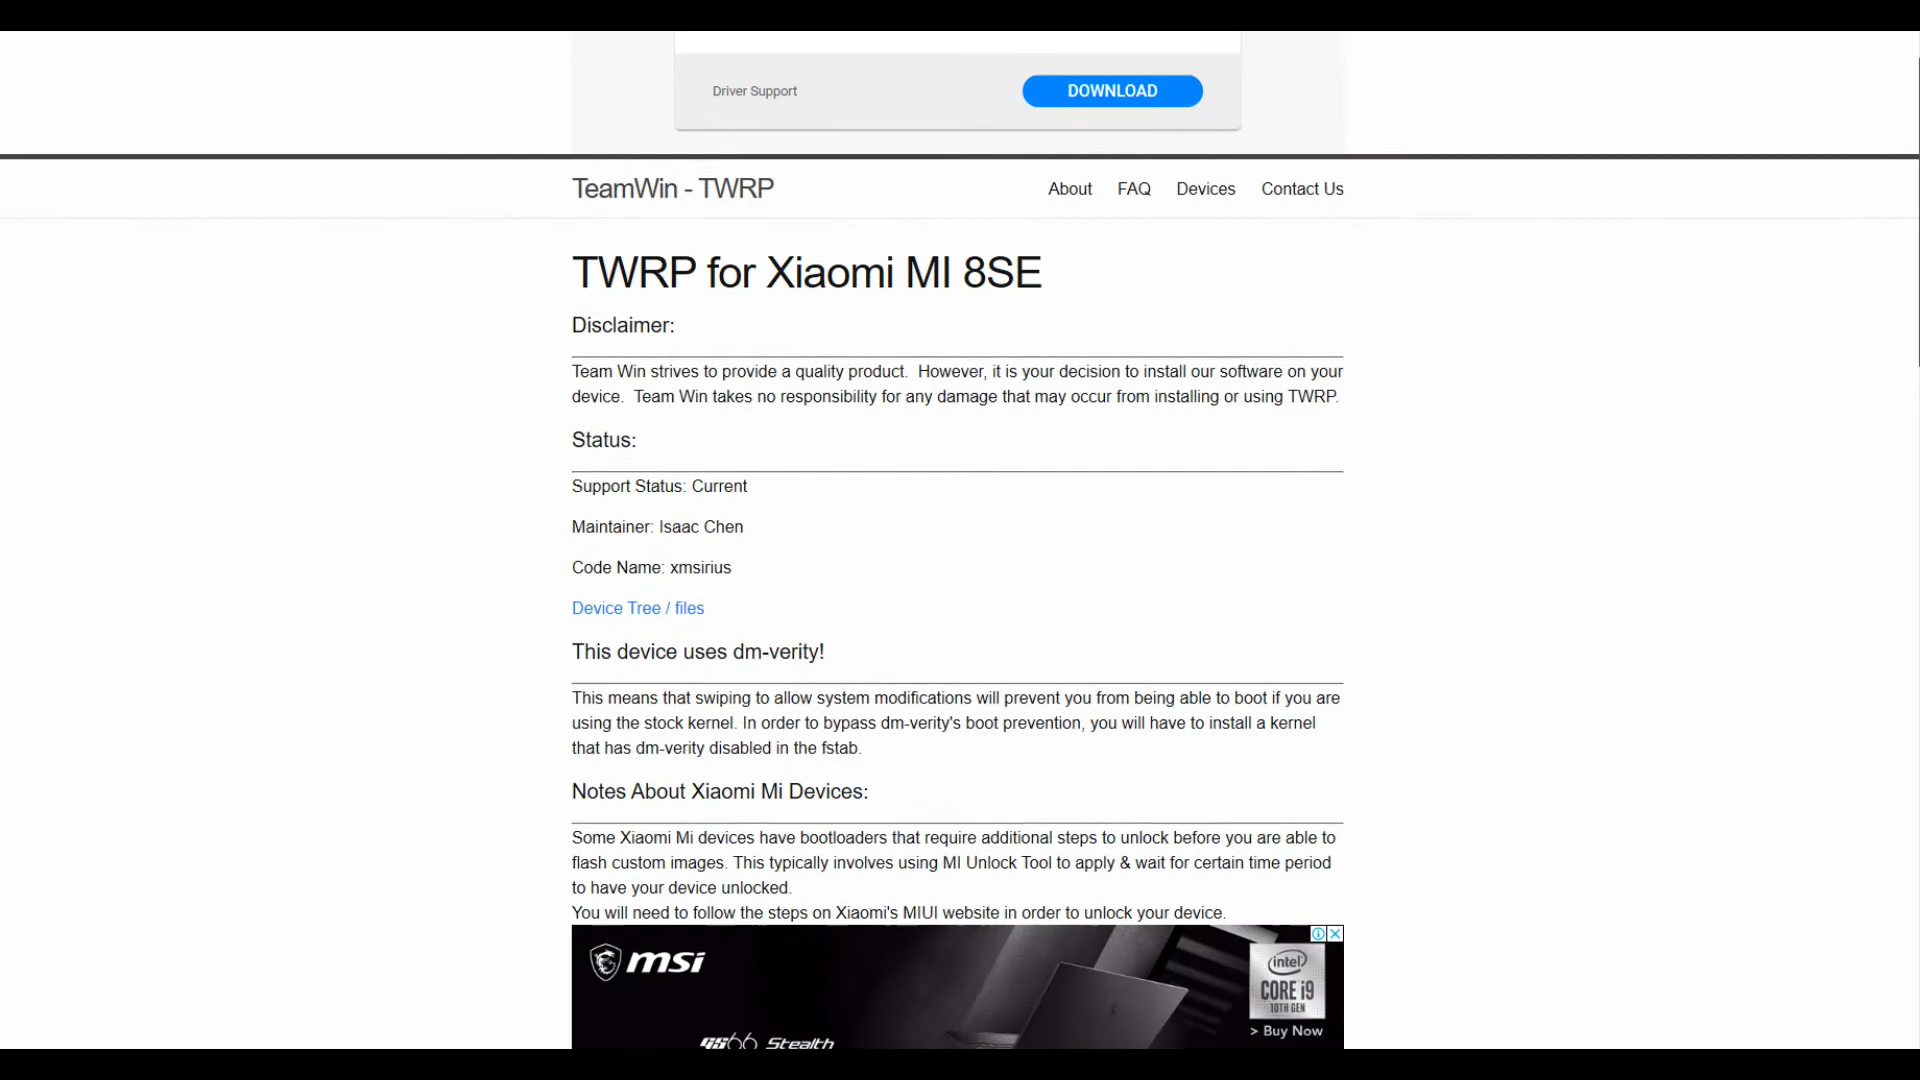 Driver Support
DOWNLOAD
TeamWin - TWRP
About FAQ Devices Contact Us
TWRP for Xiaomi MI 8SE
Disclaimer:
Team Win strives to provide a quality product. However, it is your decision to install our software on your
device. Team Win takes no responsibility for any damage that may occur from installing or using TWRP.
Status:
Support Status: Current
Maintainer: Isaac Chen
Code Name: xmsirius
Device Tree / files
This device uses dm-verity!
This means that swiping to allow system modifications will prevent you from being able to boot if you are
using the stock kernel. In order to bypass dm-verity's boot prevention, you will have to install a kernel
that has dm-verity disabled in the fstab.
Notes About Xiaomi Mi Devices:
Some Xiaomi Mi devices have bootloaders that require additional steps to unlock before you are able to
flash custom images. This typically involves using MI Unlock Tool to apply & wait for certain time period
to have your device unlocked.
You will need to follow the steps on Xiaomi's MIUI website in order to unlock your device.
msi
intel
CORE i9
10TH GEN
> Buy Now
GS66 Stealth